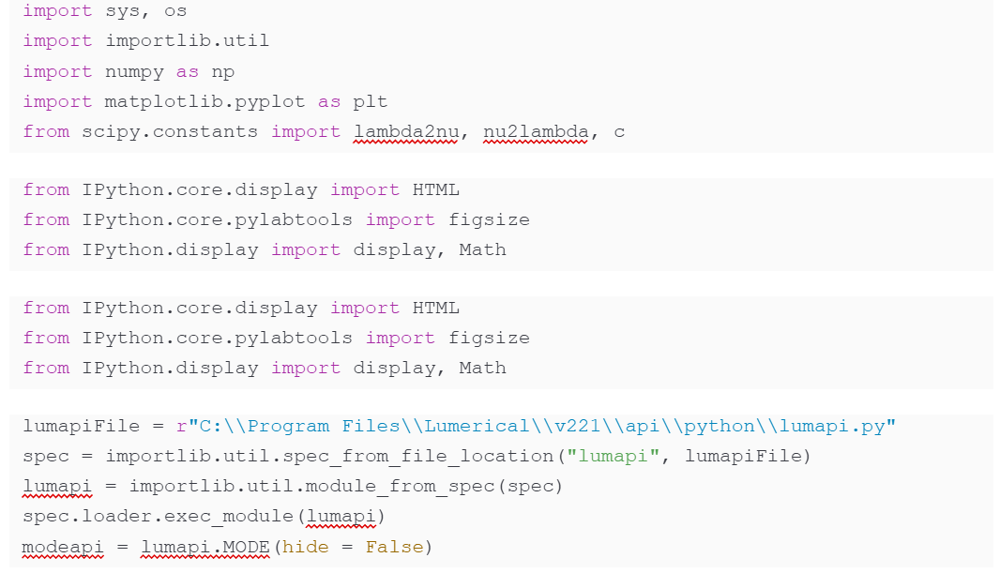 import sys, os
import importlib.util
import numpy as np
import matplotlib.pyplot as plt
from scipy.constants import lambda2nu, nu2lambda, c
from IPython.core.display import HTML
from IPython.core.pylabtools import figsize
from IPython.display import display, Math
from IPython.core.display import HTML
from IPython.core.pylabtools import figsize
from IPython.display import display, Math
lumapiFile = r"C:\\Program Files\\Lumerical\\v221\\api\\python\\lumapi.py"
spec = importlib.util.spec_from_file_location("lumapi", lumapiFile)
lumapi = importlib.util.module_from_spec(spec)
spec.loader.exec_module(lumapi)
modeapi = lumapi.MODE(hide = False)